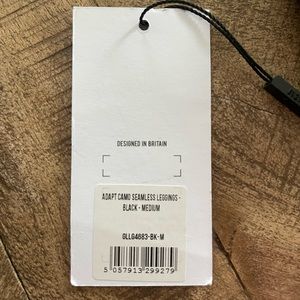 DESIGNED IN BRITAIN
ADAPT CAMO SEAMLESS LEGGINGS -
BLACK - MEDIUM
GLLG4683-BK-M
5 057913 299279